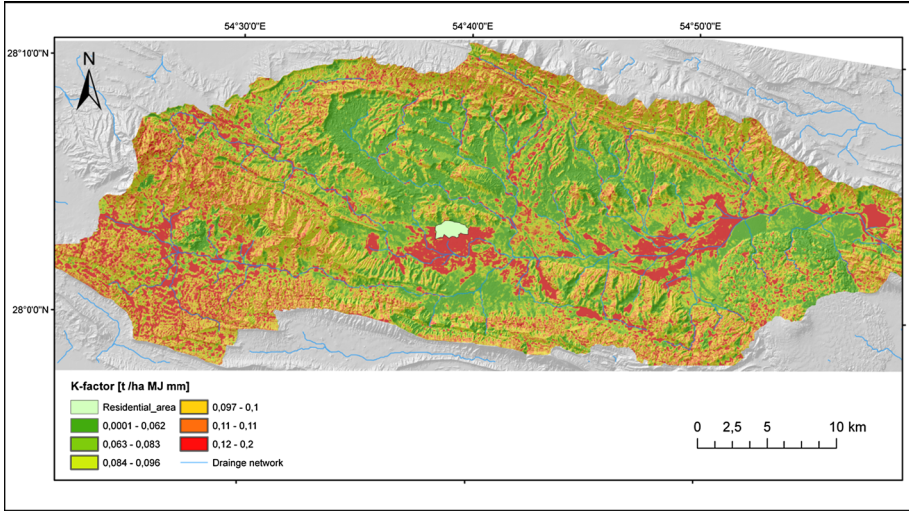 54°30'0"E 54°40'0"E 54°50'0"E
28°10'0"N
N
28°0'0"N
K-factor [t /ha MJ mm]
Residential_area
0,0001 - 0,062
0,063 - 0,083
0,084 - 0,096
0,097 - 0,1
0,11 - 0,11
0,12 - 0,2
Drainge network
0 2,5 5 10 km